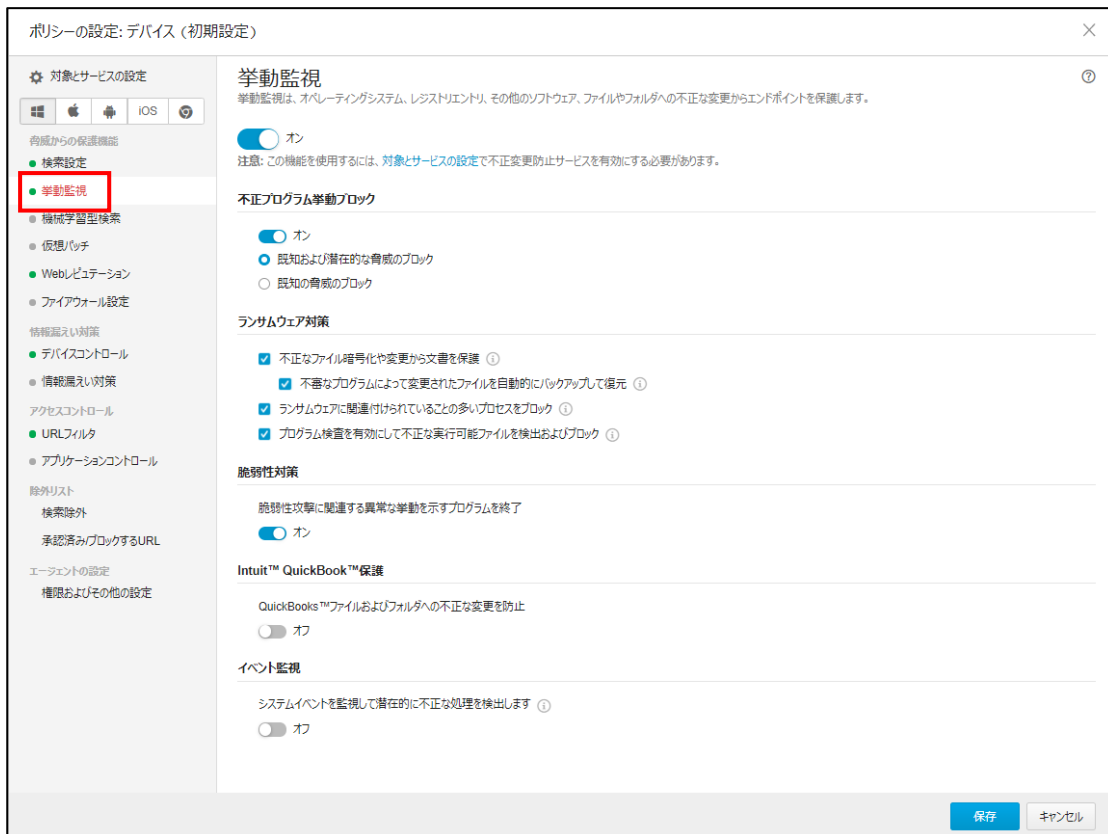 ポリシーの設定: デバイス (初期設定)
対象とサービスの設定
iOS
脅威からの保護機能
検索設定
挙動監視
機械学習型検索
仮想パッチ
Webレピュテーション
ファイアウォール設定
情報漏えい対策
デバイスコントロール
情報漏えい対策
アクセスコントロール
URLフィルタ
アプリケーションコントロール
除外リスト
検索除外
承認済み/ブロックするURL
エージェントの設定
権限およびその他の設定
挙動監視
挙動監視は、オペレーティングシステム、レジストリエントリ、その他のソフトウェア、ファイルやフォルダへの不正な変更からエンドポイントを保護します。
オン
注意: この機能を使用するには、対象とサービスの設定で不正変更防止サービスを有効にする必要があります。
不正プログラム挙動ブロック
オン
既知および潜在的な脅威のブロック
既知の脅威のブロック
ランサムウェア対策
不正なファイル暗号化や変更から文書を保護
不審なプログラムによって変更されたファイルを自動的にバックアップして復元
ランサムウェアに関連付けられていることの多いプロセスをブロック
プログラム検査を有効にして不正な実行可能ファイルを検出およびブロック
脆弱性対策
脆弱性攻撃に関連する異常な挙動を示すプログラムを終了
オン
Intuit™ QuickBook™保護
QuickBooks™ファイルおよびフォルダへの不正な変更を防止
オフ
イベント監視
システムイベントを監視して潜在的に不正な処理を検出します
オフ
保存
キャンセル